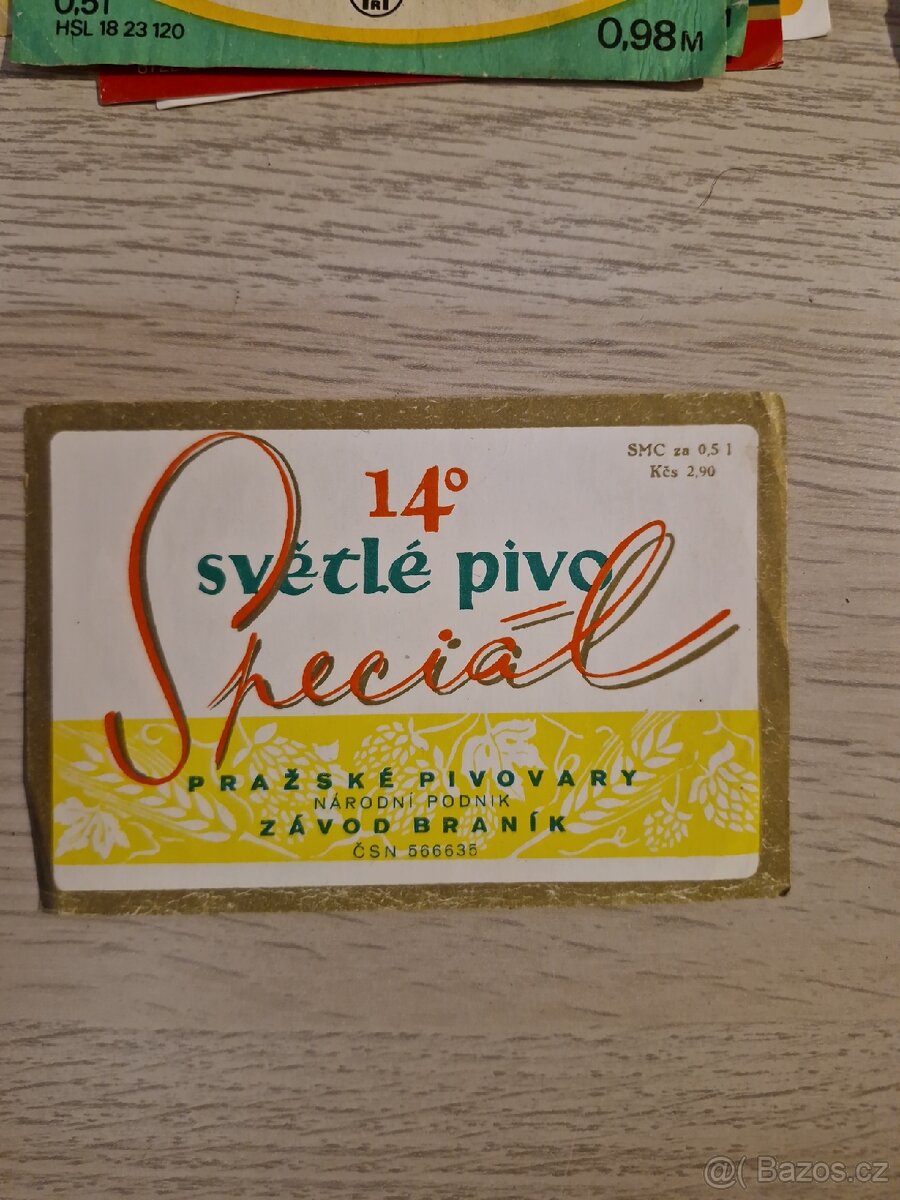 0,5l
HSL 18 23 120
0,98 M
SMC za 0,5 l
Kčs 2,90
14°
světlé pivo
Speciál
PRAŽSKÉ PIVOVARY
NÁRODNÍ PODNIK
ZÁVOD BRANÍK
ČSN 566635
@( Bazos.cz